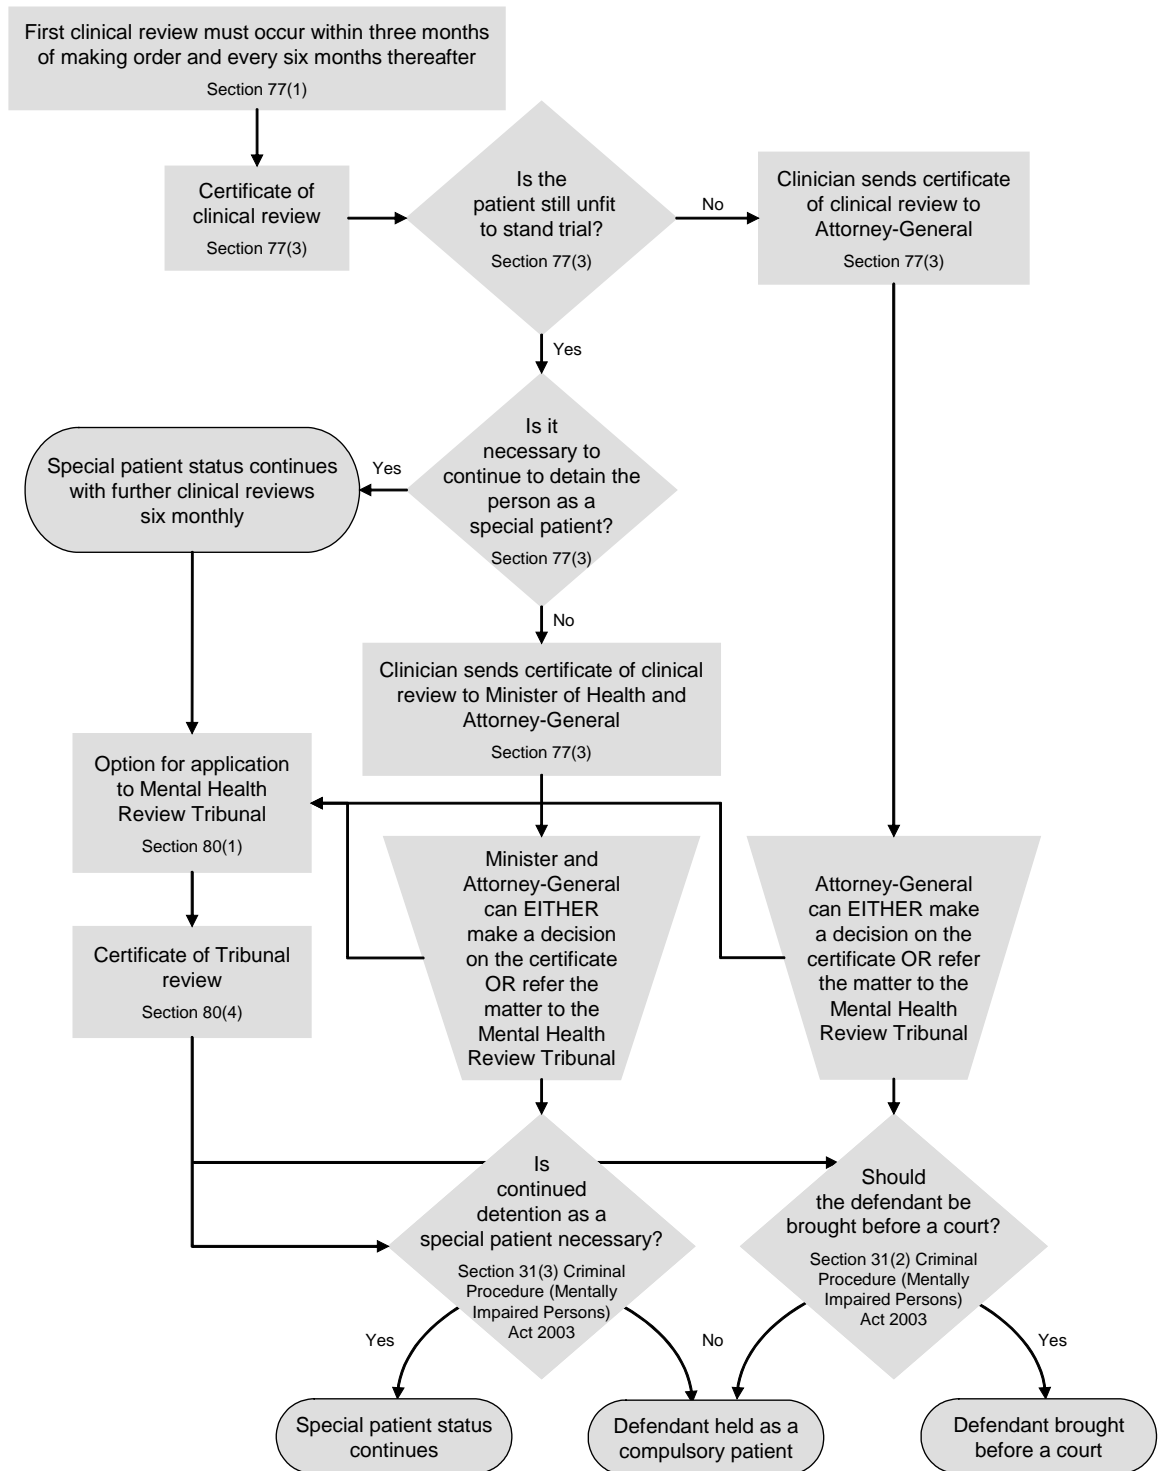 First clinical review must occur within three months
of making order and every six months thereafter
Section 77(1)
Certificate of
clinical review
Section 77(3)
Is the
patient still unfit
to stand trial?
Section 77(3)
No
Clinician sends certificate
of clinical review to
Attorney-General
Section 77(3)
Yes
Is it
necessary to
continue to detain the
person as a
special patient?
Section 77(3)
Yes
Special patient status continues
with further clinical reviews
six monthly
No
Clinician sends certificate of clinical
review to Minister of Health and
Attorney-General
Section 77(3)
Option for application
to Mental Health
Review Tribunal
Section 80(1)
Minister and
Attorney-General
can EITHER
make a decision
on the certificate
OR refer the
matter to the
Mental Health
Review Tribunal
Attorney-General
can EITHER make
a decision on the
certificate OR refer
the matter to the
Mental Health
Review Tribunal
Certificate of Tribunal
review
Section 80(4)
Is
continued
detention as a
special patient necessary?
Section 31(3) Criminal
Procedure (Mentally
Impaired Persons)
Act 2003
Should
the defendant be
brought before a court?
Section 31(2) Criminal
Procedure (Mentally
Impaired Persons)
Act 2003
Yes
No
Yes
Special patient status
continues
Defendant held as a
compulsory patient
Defendant brought
before a court